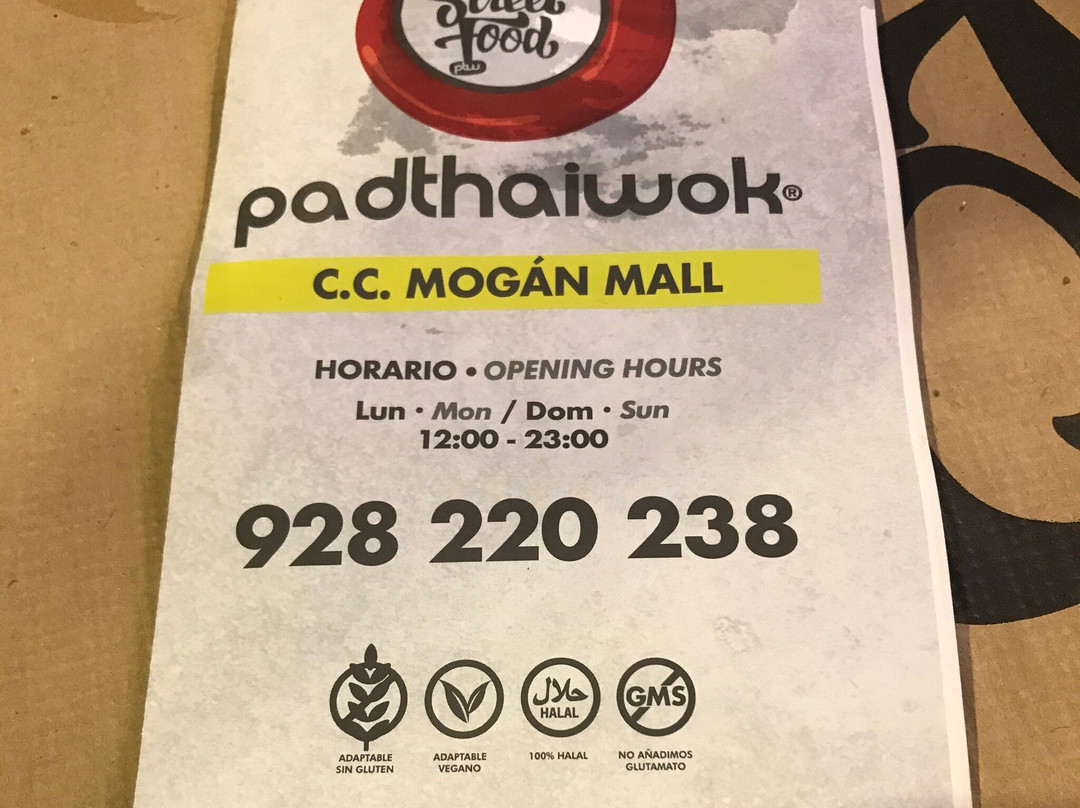 Street
Food
ptw
padthaiwok®
C.C. MOGÁN MALL
HORARIO • OPENING HOURS
Lun • Mon / Dom • Sun
12:00 - 23:00
928 220 238
حلال
HALAL
GMS
ADAPTABLE
SIN GLUTEN
ADAPTABLE
VEGANO
100% HALAL
NO AÑADIMOS
GLUTAMATO